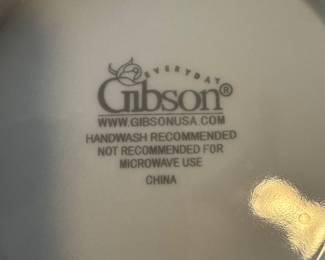 EVERYDAY
Gibson®
WWW.GIBSONUSA.COM
HANDWASH RECOMMENDED
NOT RECOMMENDED FOR
MICROWAVE USE
CHINA